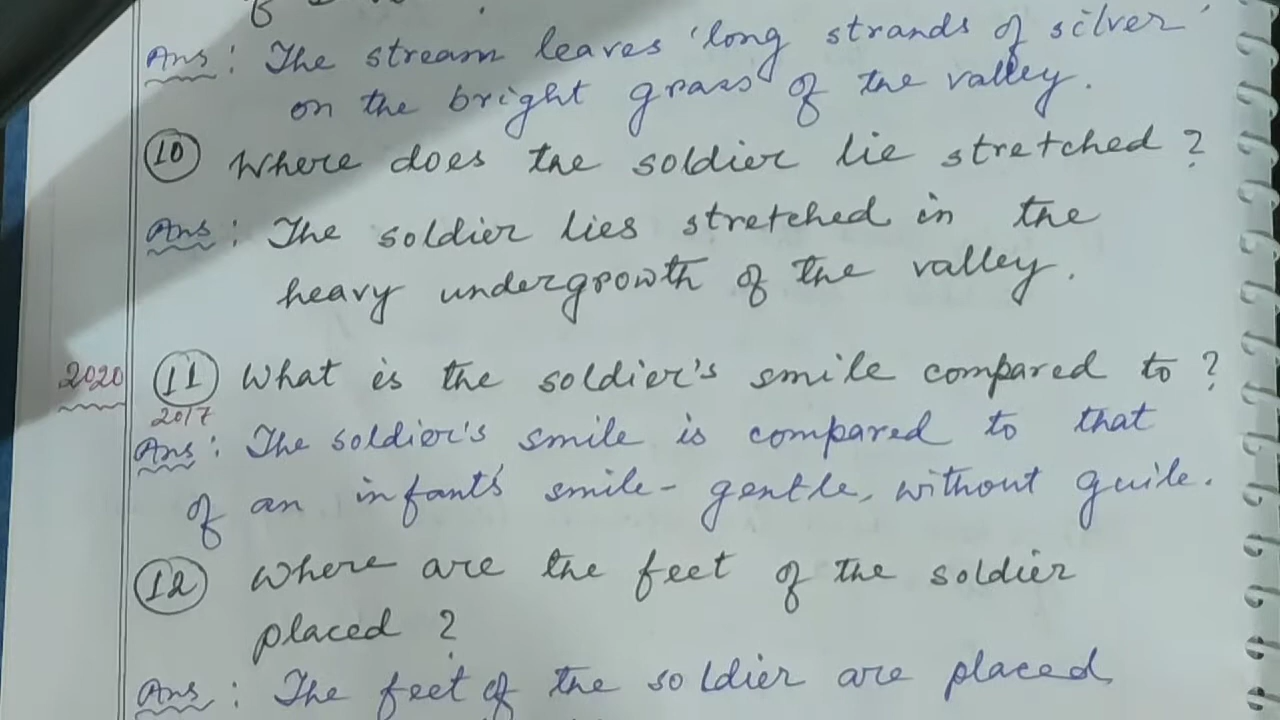 Ans: The stream leaves 'long strands of silver'
on the bright grass of the valley.
10 Where does the soldier lie stretched?
Ans: The soldier lies stretched in the
heavy undergrowth of the valley.
2020 11 What is the soldier's smile compared to?
2017
Ans: The soldier's smile is compared to that
of an infant's smile - gentle, without guile.
12 Where are the feet of the soldier
placed?
Ans: The feet of the soldier are placed